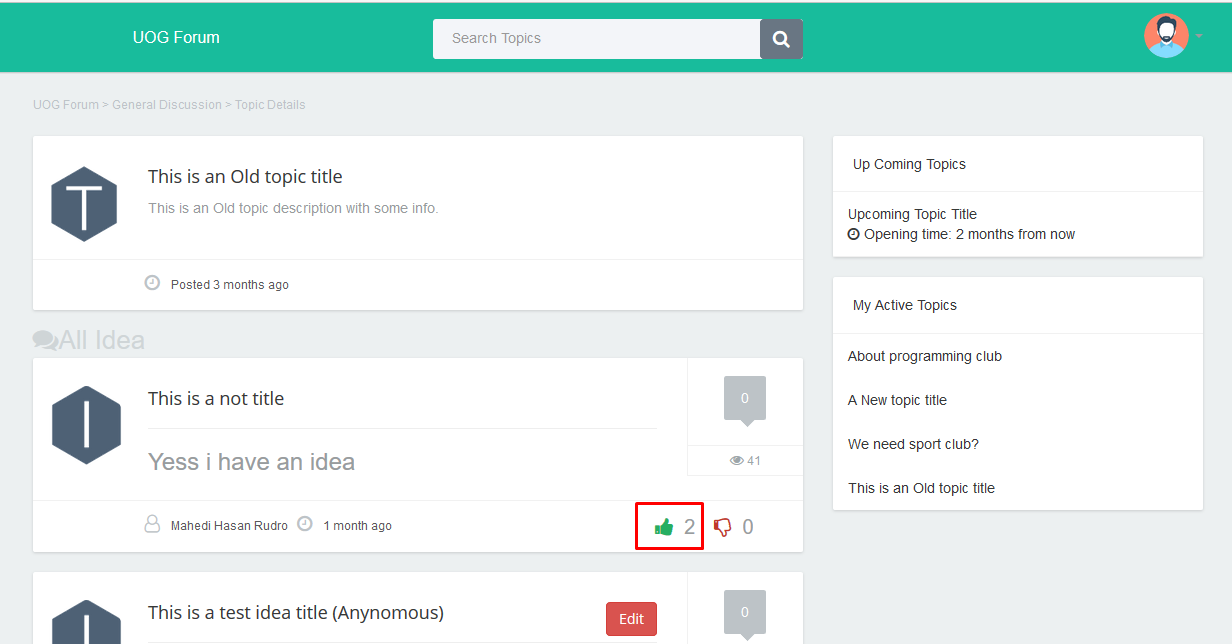 UOG Forum
Search Topics
UOG Forum > General Discussion > Topic Details
T
This is an Old topic title
This is an Old topic description with some info.
Posted 3 months ago
All Idea
I
This is a not title
Yess i have an idea
0
41
Mahedi Hasan Rudro 1 month ago
2 0
I
This is a test idea title (Anynomous)
Edit
0
Up Coming Topics
Upcoming Topic Title
Opening time: 2 months from now
My Active Topics
About programming club
A New topic title
We need sport club?
This is an Old topic title